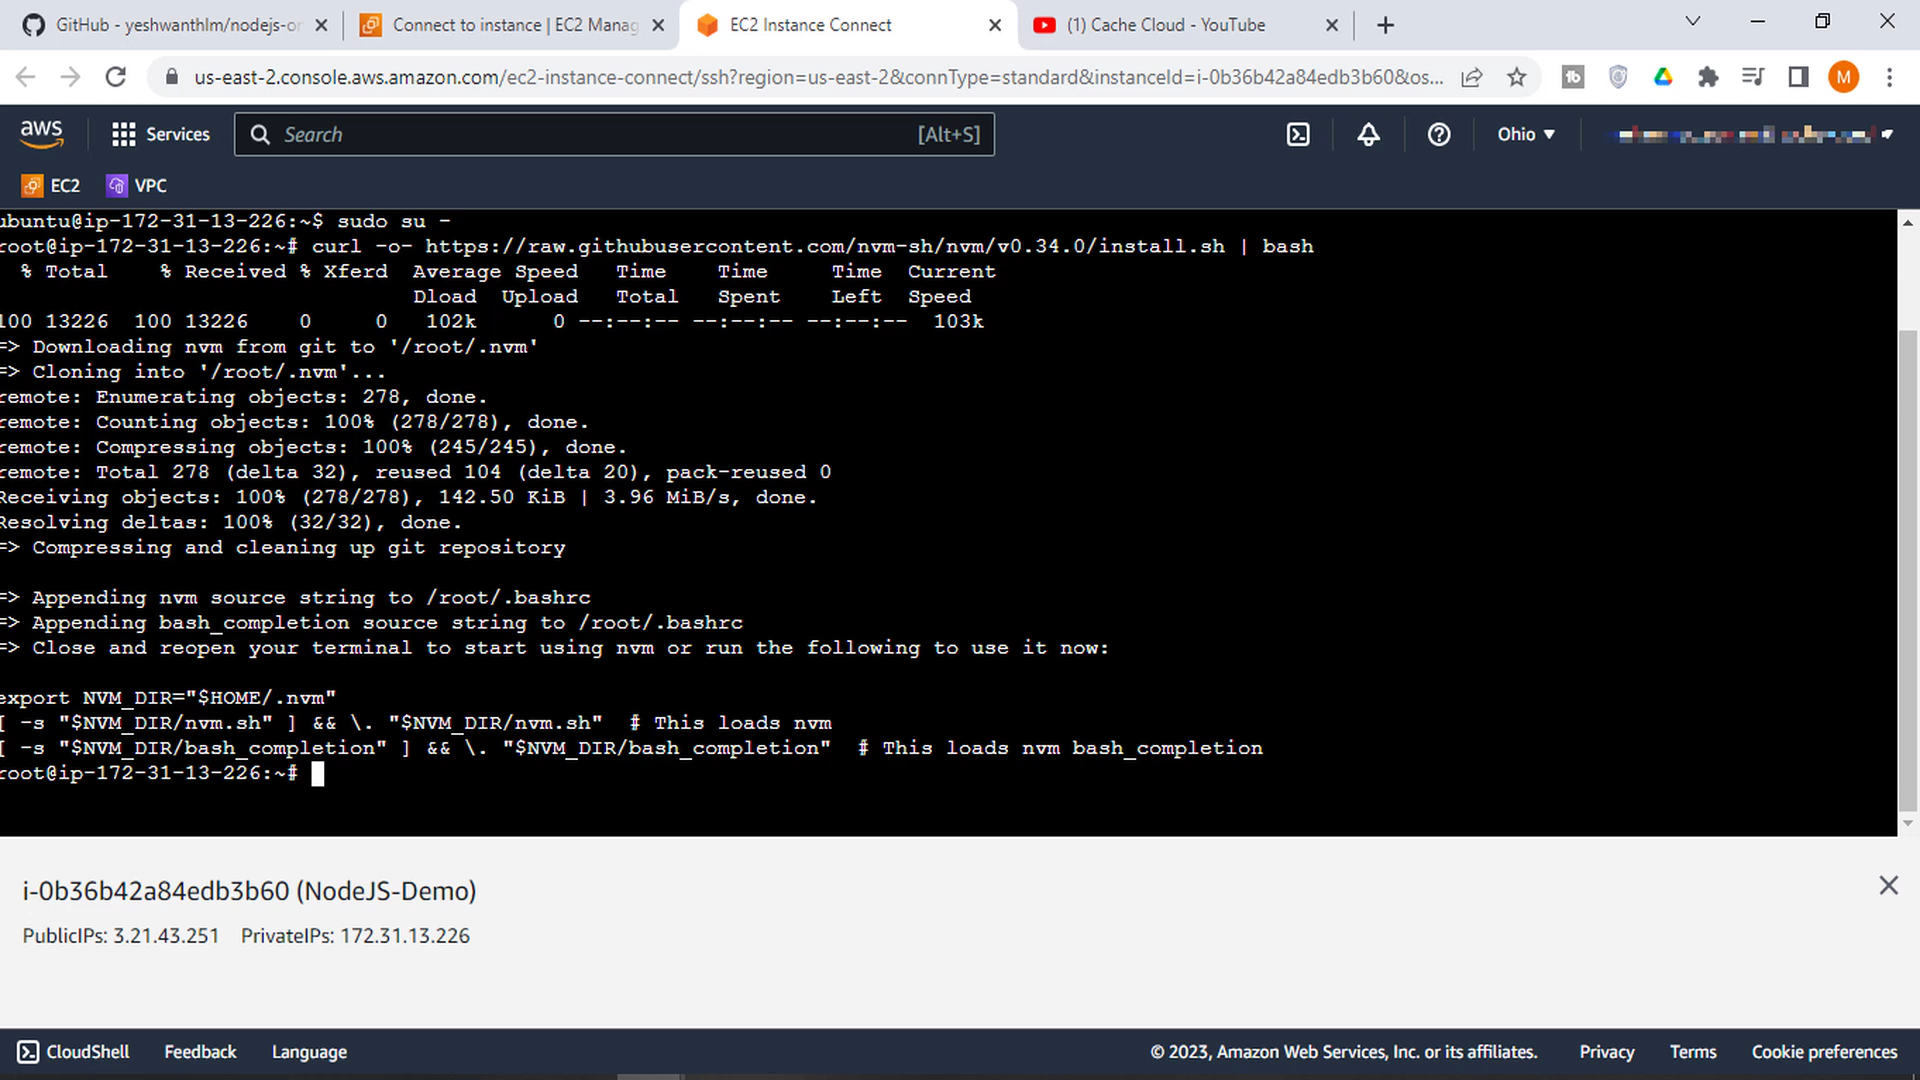 GitHub - yeshwanthlm/nodejs-or
Connect to instance | EC2 Manag
EC2 Instance Connect
(1) Cache Cloud - YouTube
us-east-2.console.aws.amazon.com/ec2-instance-connect/ssh?region=us-east-2&connType=standard&instanceId=i-0b36b42a84edb3b60&os...
M
aws
Services
Search
[Alt+S]
Ohio
EC2
VPC
ubuntu@ip-172-31-13-226:~$ sudo su -
root@ip-172-31-13-226:~# curl -o- https://raw.githubusercontent.com/nvm-sh/nvm/v0.34.0/install.sh | bash
% Total % Received % Xferd Average Speed Time Time Time Current
Dload Upload Total Spent Left Speed
100 13226 100 13226 0 0 102k 0 --:--:-- --:--:-- --:--:-- 103k
=> Downloading nvm from git to '/root/.nvm'
=> Cloning into '/root/.nvm'...
remote: Enumerating objects: 278, done.
remote: Counting objects: 100% (278/278), done.
remote: Compressing objects: 100% (245/245), done.
remote: Total 278 (delta 32), reused 104 (delta 20), pack-reused 0
Receiving objects: 100% (278/278), 142.50 KiB | 3.96 MiB/s, done.
Resolving deltas: 100% (32/32), done.
=> Compressing and cleaning up git repository
=> Appending nvm source string to /root/.bashrc
=> Appending bash_completion source string to /root/.bashrc
=> Close and reopen your terminal to start using nvm or run the following to use it now:
export NVM_DIR="$HOME/.nvm"
[ -s "$NVM_DIR/nvm.sh" ] && \. "$NVM_DIR/nvm.sh" # This loads nvm
[ -s "$NVM_DIR/bash_completion" ] && \. "$NVM_DIR/bash_completion" # This loads nvm bash_completion
root@ip-172-31-13-226:~#
i-0b36b42a84edb3b60 (NodeJS-Demo)
PublicIPs: 3.21.43.251 PrivateIPs: 172.31.13.226
CloudShell
Feedback
Language
© 2023, Amazon Web Services, Inc. or its affiliates.
Privacy
Terms
Cookie preferences